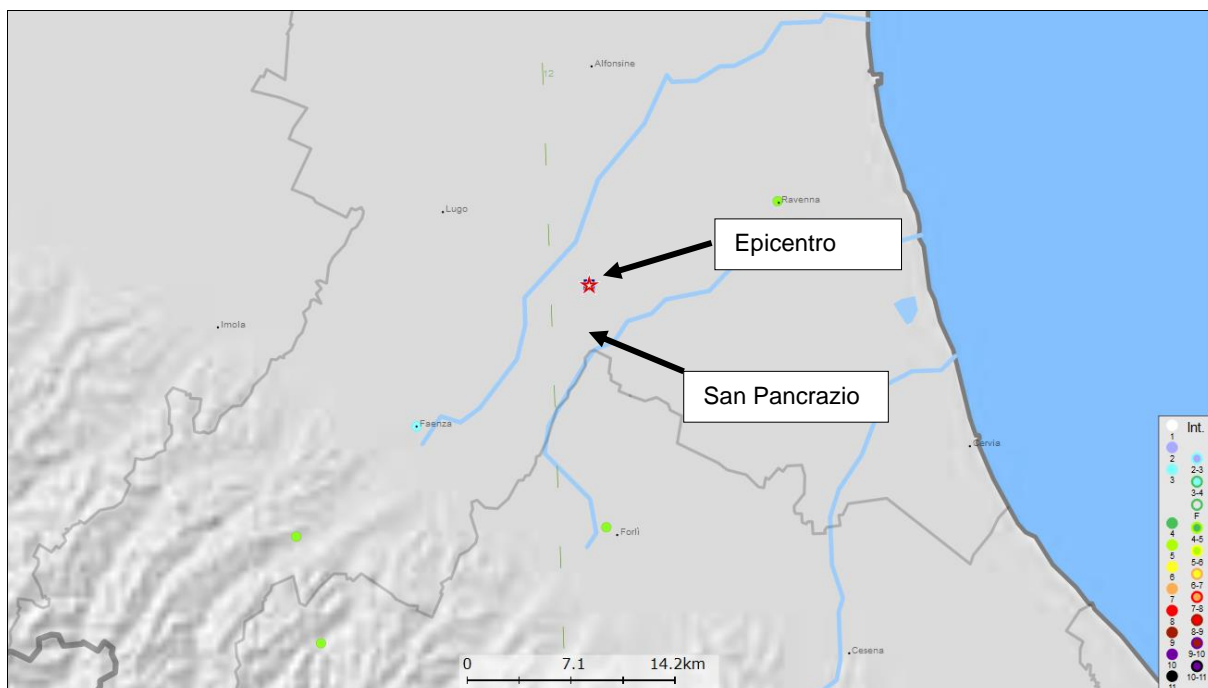 Alfonsine
12
Lugo
Ravenna
Epicentro
Imola
San Pancrazio
Faenza
Cervia
Forlì
Cesena
0 7.1 14.2km
Int.
1
2
2-3
3
3-4
F
4
4-5
5
5-6
6
6-7
7
7-8
8
8-9
9
9-10
10
10-11
11